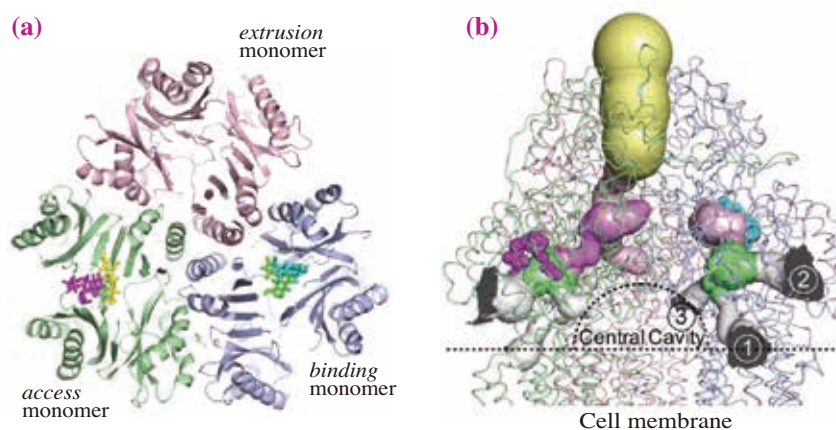 (a)
extrusion
monomer
access
monomer
binding
monomer
(b)
2
3
Central Cavity
1
Cell membrane